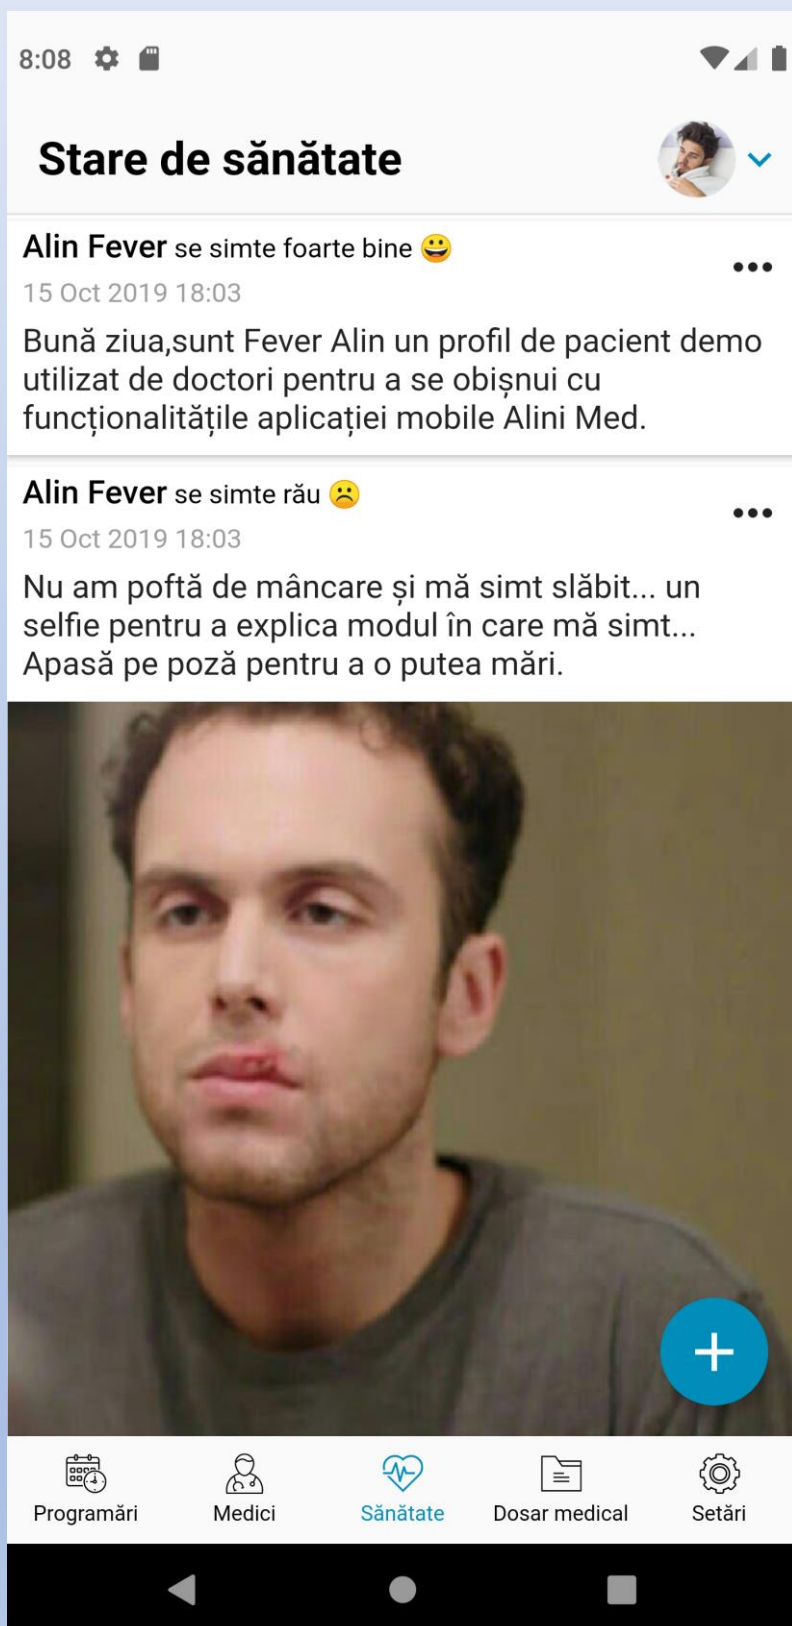 8:08
Stare de sănătate
Alin Fever se simte foarte bine 😀
15 Oct 2019 18:03
Bună ziua,sunt Fever Alin un profil de pacient demo
utilizat de doctori pentru a se obișnui cu
funcționalitățile aplicației mobile Alini Med.
Alin Fever se simte rău ☹️
15 Oct 2019 18:03
Nu am poftă de mâncare și mă simt slăbit... un
selfie pentru a explica modul în care mă simt...
Apasă pe poză pentru a o putea mări.
Programări Medici Sănătate Dosar medical Setări